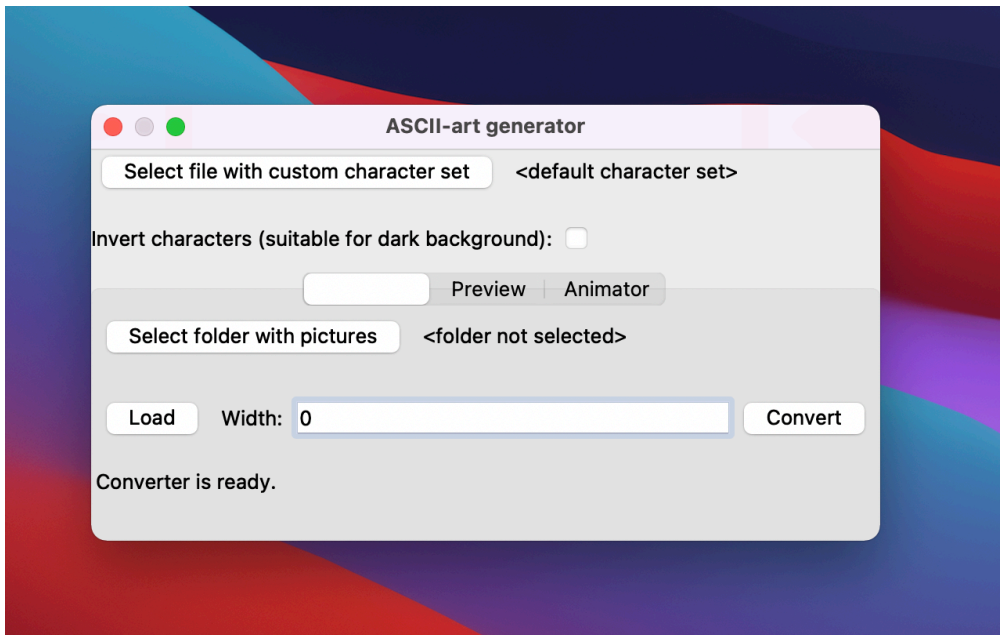 ASCII-art generator
Select file with custom character set <default character set>
Invert characters (suitable for dark background):
Preview Animator
Select folder with pictures <folder not selected>
Load Width: 0 Convert
Converter is ready.